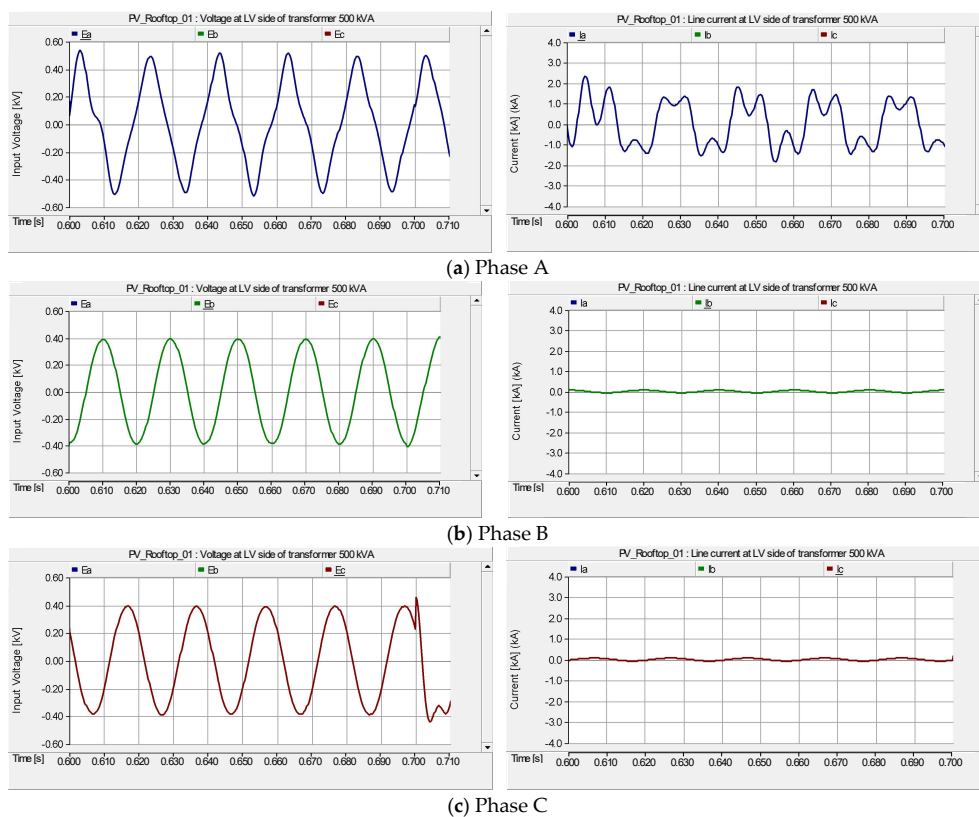 PV_Rooftop_01 : Voltage at LV side of transformer 500 kVA
Ea Eb Ec
Input Voltage [kV]
0.60
0.40
0.20
0.00
-0.20
-0.40
-0.60
Time [s] 0.600 0.610 0.620 0.630 0.640 0.650 0.660 0.670 0.680 0.690 0.700 0.710
PV_Rooftop_01 : Line current at LV side of transformer 500 kVA
Ia Ib Ic
Current [kA] (kA)
4.0
3.0
2.0
1.0
0.0
-1.0
-2.0
-3.0
-4.0
Time [s] 0.600 0.610 0.620 0.630 0.640 0.650 0.660 0.670 0.680 0.690 0.700
(a) Phase A
PV_Rooftop_01 : Voltage at LV side of transformer 500 kVA
Ea Eb Ec
Input Voltage [kV]
0.60
0.40
0.20
0.00
-0.20
-0.40
-0.60
Time [s] 0.600 0.610 0.620 0.630 0.640 0.650 0.660 0.670 0.680 0.690 0.700 0.710
PV_Rooftop_01 : Line current at LV side of transformer 500 kVA
Ia Ib Ic
Current [kA] (kA)
4.0
3.0
2.0
1.0
0.0
-1.0
-2.0
-3.0
-4.0
Time [s] 0.600 0.610 0.620 0.630 0.640 0.650 0.660 0.670 0.680 0.690 0.700
(b) Phase B
PV_Rooftop_01 : Voltage at LV side of transformer 500 kVA
Ea Eb Ec
Input Voltage [kV]
0.60
0.40
0.20
0.00
-0.20
-0.40
-0.60
Time [s] 0.600 0.610 0.620 0.630 0.640 0.650 0.660 0.670 0.680 0.690 0.700 0.710
PV_Rooftop_01 : Line current at LV side of transformer 500 kVA
Ia Ib Ic
Current [kA] (kA)
4.0
3.0
2.0
1.0
0.0
-1.0
-2.0
-3.0
-4.0
Time [s] 0.600 0.610 0.620 0.630 0.640 0.650 0.660 0.670 0.680 0.690 0.700
(c) Phase C